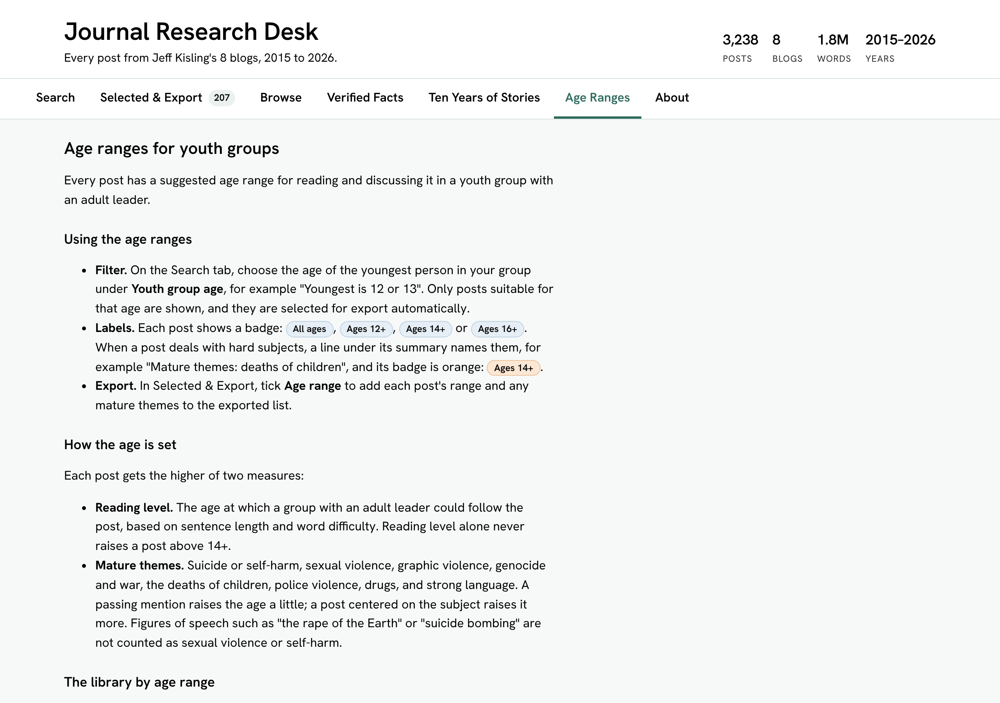 Journal Research Desk
Every post from Jeff Kisling's 8 blogs, 2015 to 2026.
3,238 8 1.8M 2015–2026
POSTS BLOGS WORDS YEARS
Search Selected & Export 207 Browse Verified Facts Ten Years of Stories Age Ranges About
Age ranges for youth groups
Every post has a suggested age range for reading and discussing it in a youth group with
an adult leader.
Using the age ranges
• Filter. On the Search tab, choose the age of the youngest person in your group
under Youth group age, for example "Youngest is 12 or 13". Only posts suitable for
that age are shown, and they are selected for export automatically.
• Labels. Each post shows a badge: All ages, Ages 12+, Ages 14+ or Ages 16+.
When a post deals with hard subjects, a line under its summary names them, for
example "Mature themes: deaths of children", and its badge is orange: Ages 14+.
• Export. In Selected & Export, tick Age range to add each post's range and any
mature themes to the exported list.
How the age is set
Each post gets the higher of two measures:
• Reading level. The age at which a group with an adult leader could follow the
post, based on sentence length and word difficulty. Reading level alone never
raises a post above 14+.
• Mature themes. Suicide or self-harm, sexual violence, graphic violence, genocide
and war, the deaths of children, police violence, drugs, and strong language. A
passing mention raises the age a little; a post centered on the subject raises it
more. Figures of speech such as "the rape of the Earth" or "suicide bombing" are
not counted as sexual violence or self-harm.
The library by age range